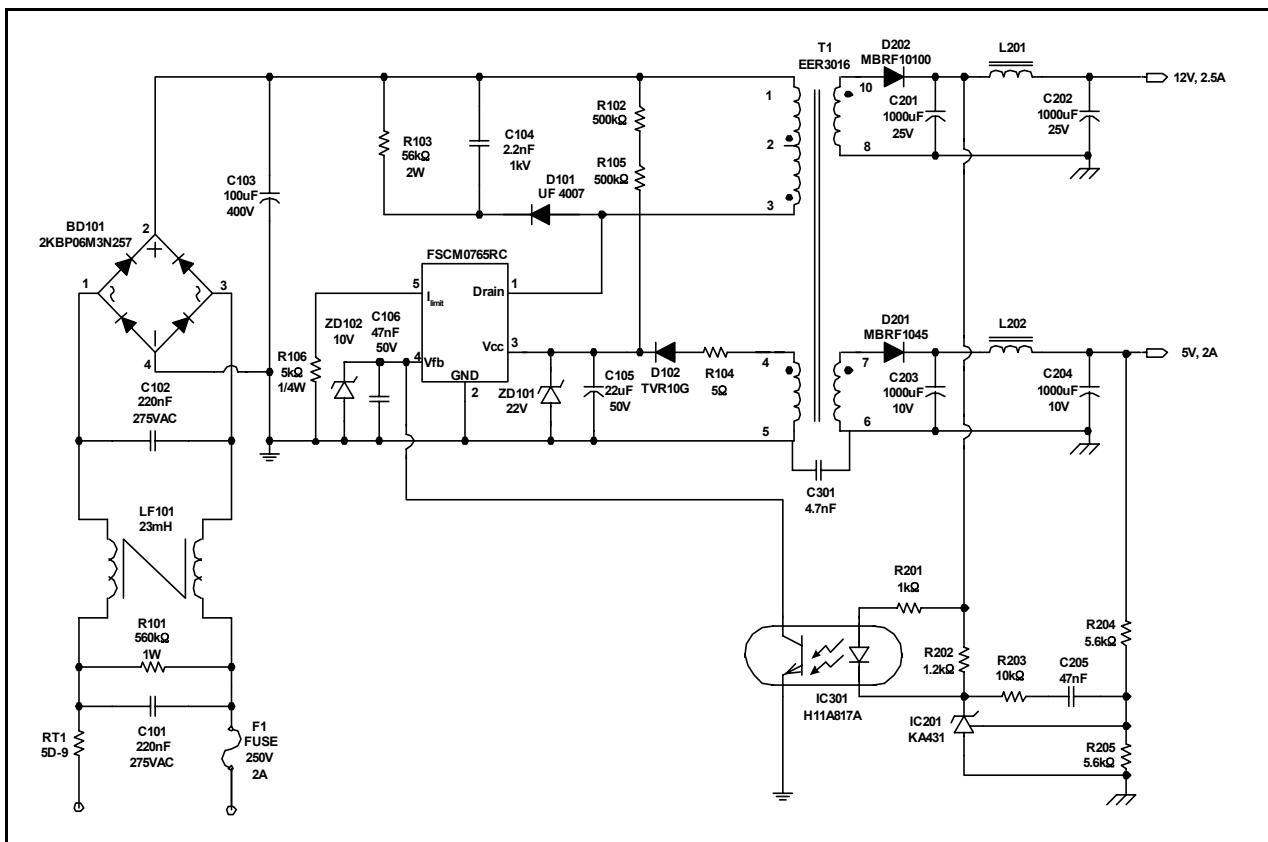 T1
EER3016
D202
MBRF10100
L201
1
10
12V, 2.5A
R102
500kΩ
C201
1000uF
25V
C202
1000uF
25V
R103
56kΩ
2W
C104
2.2nF
1kV
2
8
R105
500kΩ
D101
UF 4007
3
C103
100uF
400V
BD101
2KBP06M3N257
2
1
3
4
FSCM0765RC
5
Ilimit
Drain
1
ZD102
10V
C106
47nF
50V
4
Vfb
Vcc
3
GND
2
R106
5kΩ
1/4W
ZD101
22V
C105
22uF
50V
D102
TVR10G
R104
5Ω
4
5
D201
MBRF1045
L202
7
6
5V, 2A
C203
1000uF
10V
C204
1000uF
10V
C102
220nF
275VAC
C301
4.7nF
LF101
23mH
R201
1kΩ
R101
560kΩ
1W
R204
5.6kΩ
R202
1.2kΩ
R203
10kΩ
C205
47nF
IC301
H11A817A
IC201
KA431
R205
5.6kΩ
RT1
5D-9
C101
220nF
275VAC
F1
FUSE
250V
2A